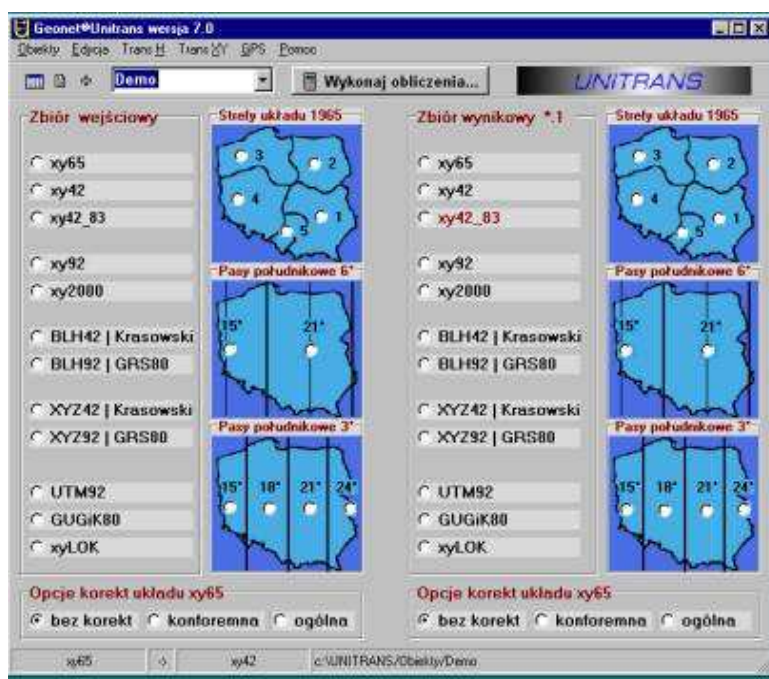 Geonet®Unitrans wersja 7.0
Obiekty Edycja Trans H Trans XY GPS Pomoc
Demo Wykonaj obliczenia... UNITRANS
Zbiór wejściowy
xy65
xy42
xy42_83
xy92
xy2000
BLH42 | Krasowski
BLH92 | GRS80
XYZ42 | Krasowski
XYZ92 | GRS80
UTM92
GUGiK80
xyLOK
Strefy układu 1965
3 2
4 1
5
Pasy południkowe 6°
15° 21°
Pasy południkowe 3°
15° 18° 21° 24°
Opcje korekt układu xy65
bez korekt konforemna ogólna
Zbiór wynikowy *.1
xy65
xy42
xy42_83
xy92
xy2000
BLH42 | Krasowski
BLH92 | GRS80
XYZ42 | Krasowski
XYZ92 | GRS80
UTM92
GUGiK80
xyLOK
Strefy układu 1965
3 2
4 1
5
Pasy południkowe 6°
15° 21°
Pasy południkowe 3°
15° 18° 21° 24°
Opcje korekt układu xy65
bez korekt konforemna ogólna
xy65 xy42 c:\UNITRANS/Obiekty/Demo